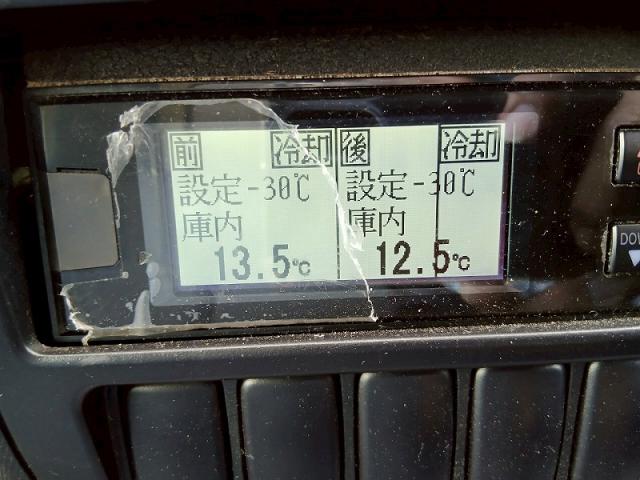 前 冷却 後 冷却
設定 -30℃ 設定 -30℃
庫内 庫内
13.5℃ 12.5℃